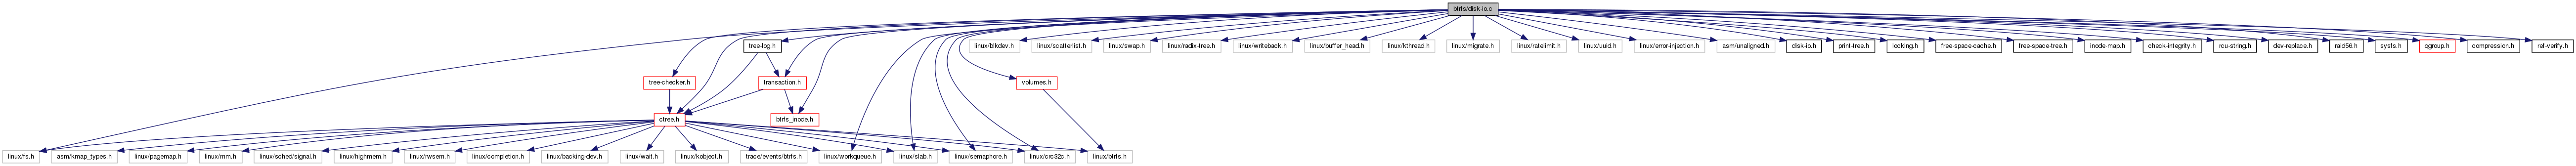 btrfs/disk-io.c
tree-log.h
linux/blkdev.h
linux/scatterlist.h
linux/swap.h
linux/radix-tree.h
linux/writeback.h
linux/buffer_head.h
linux/kthread.h
linux/migrate.h
linux/ratelimit.h
linux/uuid.h
linux/error-injection.h
asm/unaligned.h
disk-io.h
print-tree.h
locking.h
free-space-cache.h
free-space-tree.h
inode-map.h
check-integrity.h
rcu-string.h
dev-replace.h
raid56.h
sysfs.h
qgroup.h
compression.h
ref-verify.h
tree-checker.h
transaction.h
volumes.h
ctree.h
btrfs_inode.h
linux/fs.h
asm/kmap_types.h
linux/pagemap.h
linux/mm.h
linux/sched/signal.h
linux/highmem.h
linux/rwsem.h
linux/completion.h
linux/backing-dev.h
linux/wait.h
linux/kobject.h
trace/events/btrfs.h
linux/workqueue.h
linux/slab.h
linux/semaphore.h
linux/crc32c.h
linux/btrfs.h